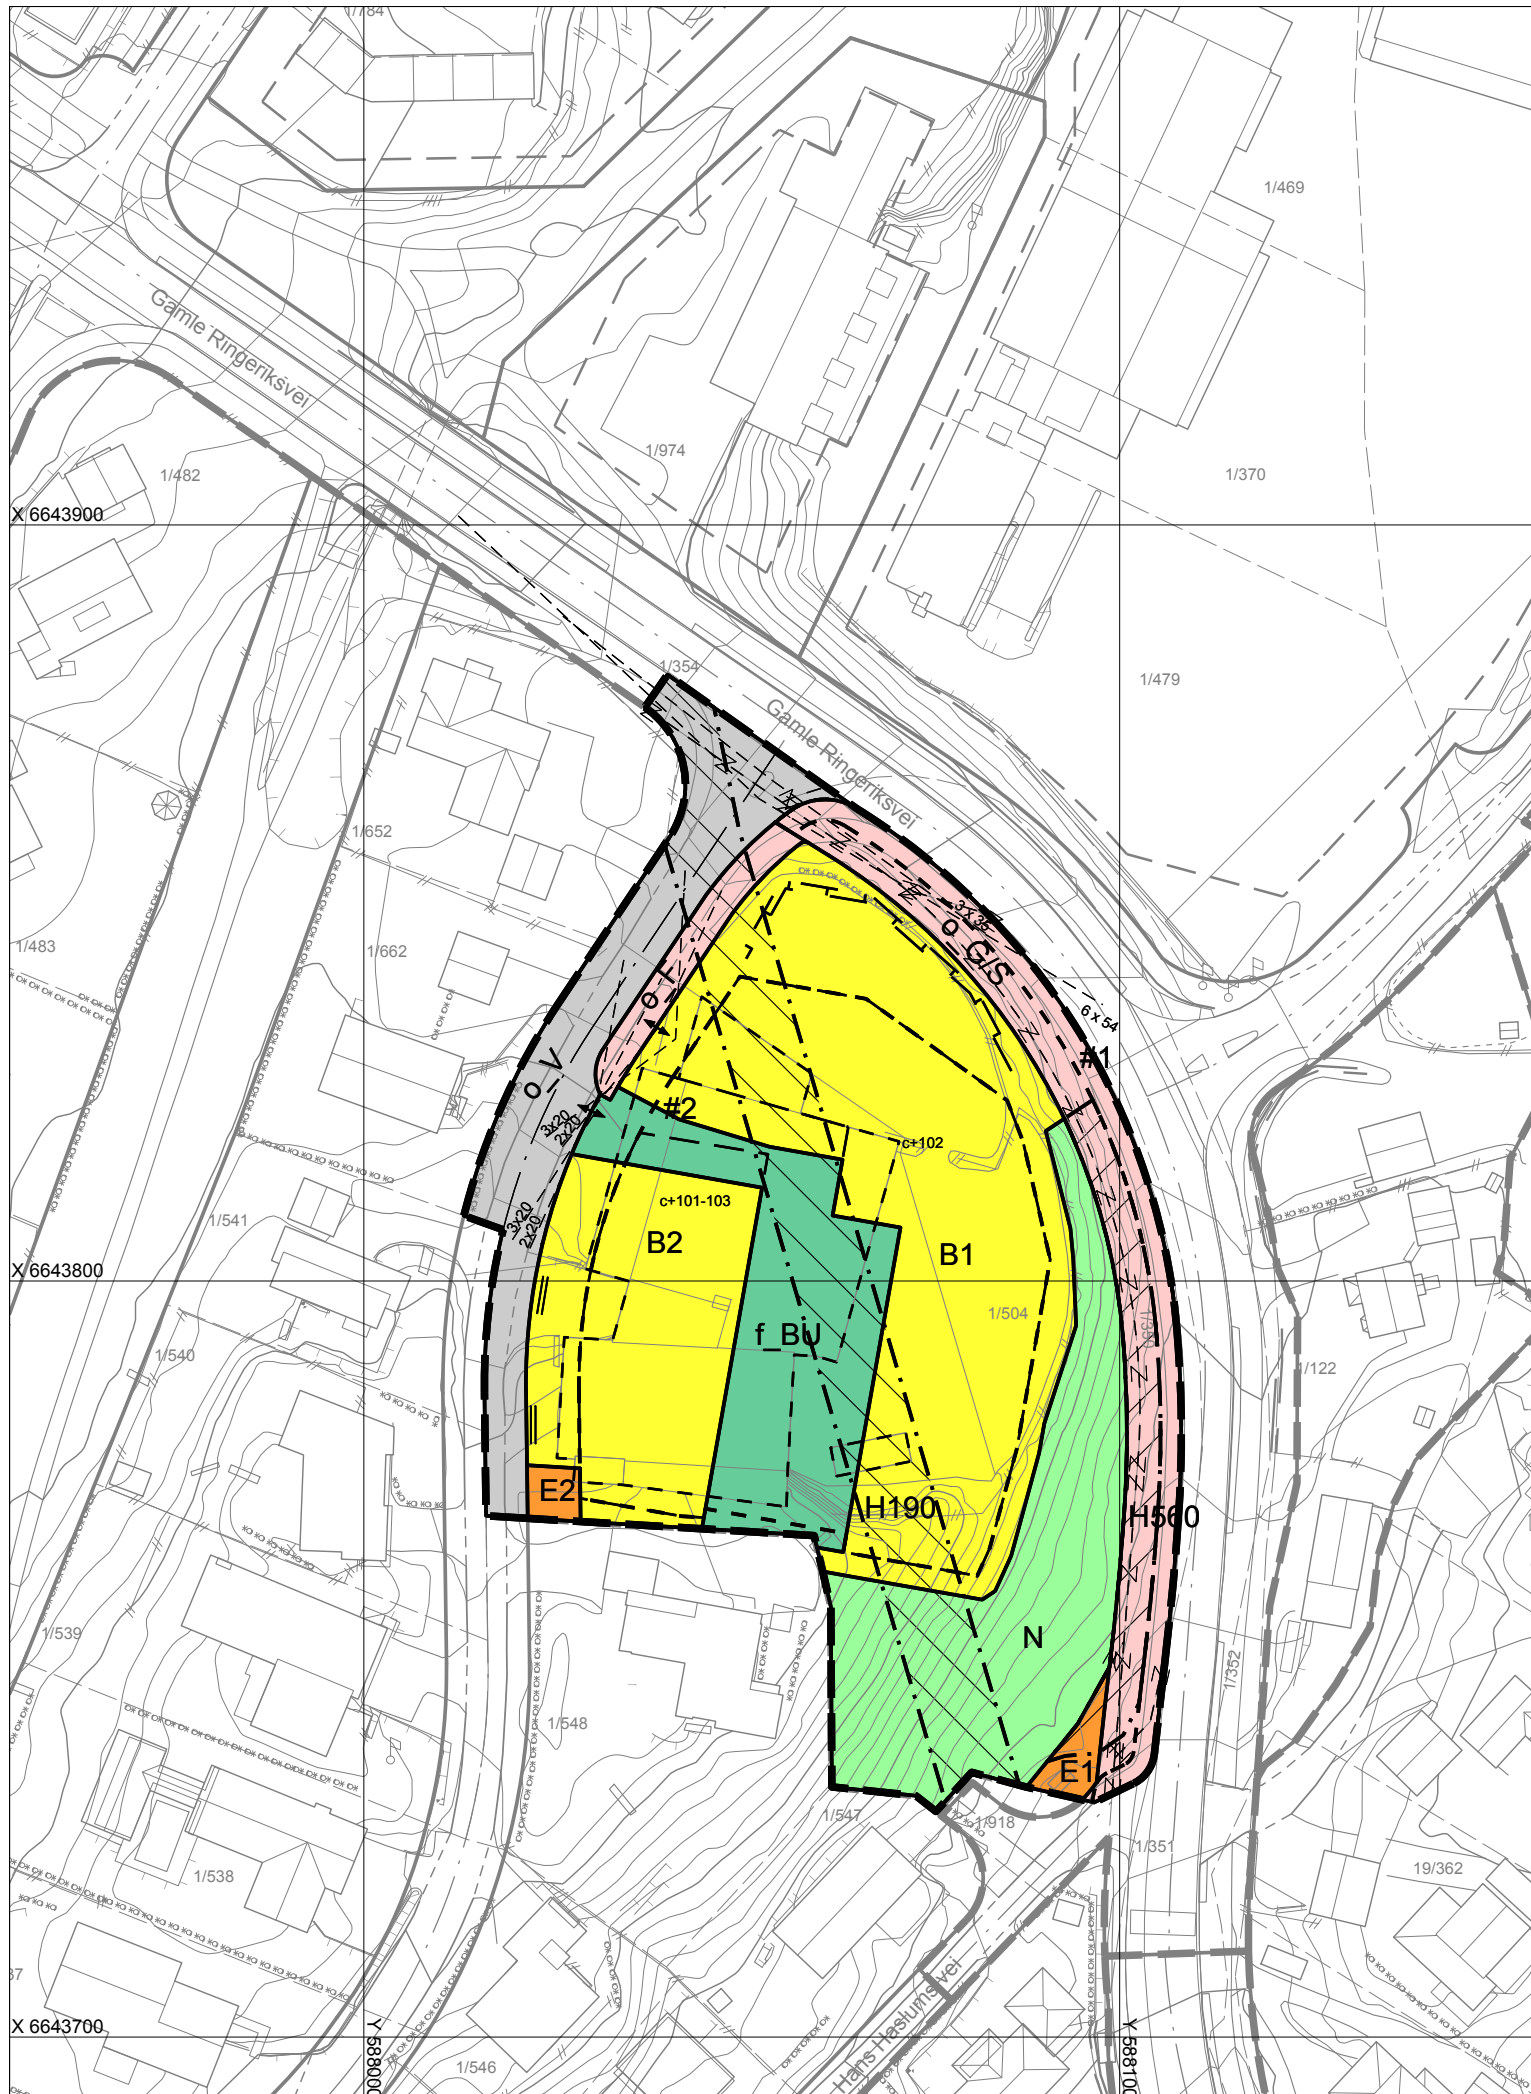 1/784
1/469
Gamle Ringeriksvei
1/974
1/482
1/370
X 6643900
1/354
1/479
Gamle Ringeriksvei
1/652
3 x 35
1/483
1/662
o_GIS
o_F
6 x 54
#1
o_V
#2
3x20
2x20
c+102
c+101-103
3x20
2x20
1/541
B2
B1
X 6643800
1/504
f_BU
1/540
1/122
E2
H190
H560
1/539
N
1/352
1/548
E1
1/547
1/918
1/351
1/538
19/362
Hans Haslums vei
X 6643700
Y 588000
Y 588100
1/546